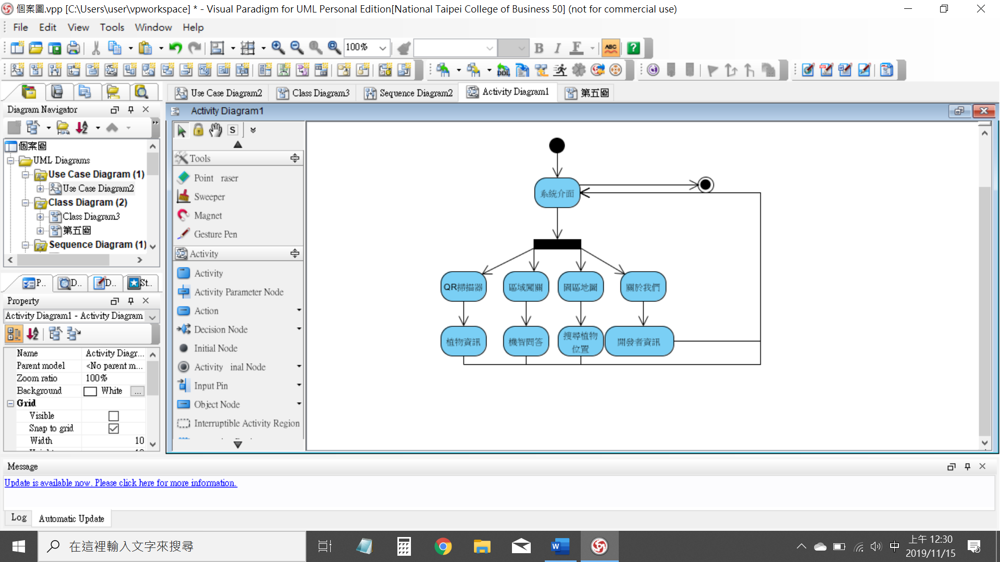 個案圖.vpp [C:\Users\user\vpworkspace] * - Visual Paradigm for UML Personal Edition[National Taipei College of Business 50] (not for commercial use)
File Edit View Tools Window Help
100%
B I F ABC ?
Use Case Diagram2 Class Diagram3 Sequence Diagram2 Activity Diagram1 第五圖
Diagram Navigator
Activity Diagram1
S
個案圖
UML Diagrams
Use Case Diagram (1)
Use Case Diagram2
Class Diagram (2)
Class Diagram3
第五圖
Sequence Diagram (1)
P.. D.. D.. St..
Property
Activity Diagram1 - Activity Diagram
Name Activity Diagr...
Parent model <No parent m...
Zoom ratio 100%
Background White ...
Grid
Visible
Snap to grid
Width 10
Tools
Point raser
Sweeper
Magnet
Gesture Pen
Activity
Activity
Activity Parameter Node
Action
Decision Node
Initial Node
Activity inal Node
Input Pin
Object Node
Interruptible Activity Region
系統介面
QR掃描器 區域闖關 園區地圖 關於我們
植物資訊 機智問答 搜尋植物 開發者資訊
位置
Message
Update is available now. Please click here for more information.
Log Automatic Update
在這裡輸入文字來搜尋
中
上午 12:30
2019/11/15